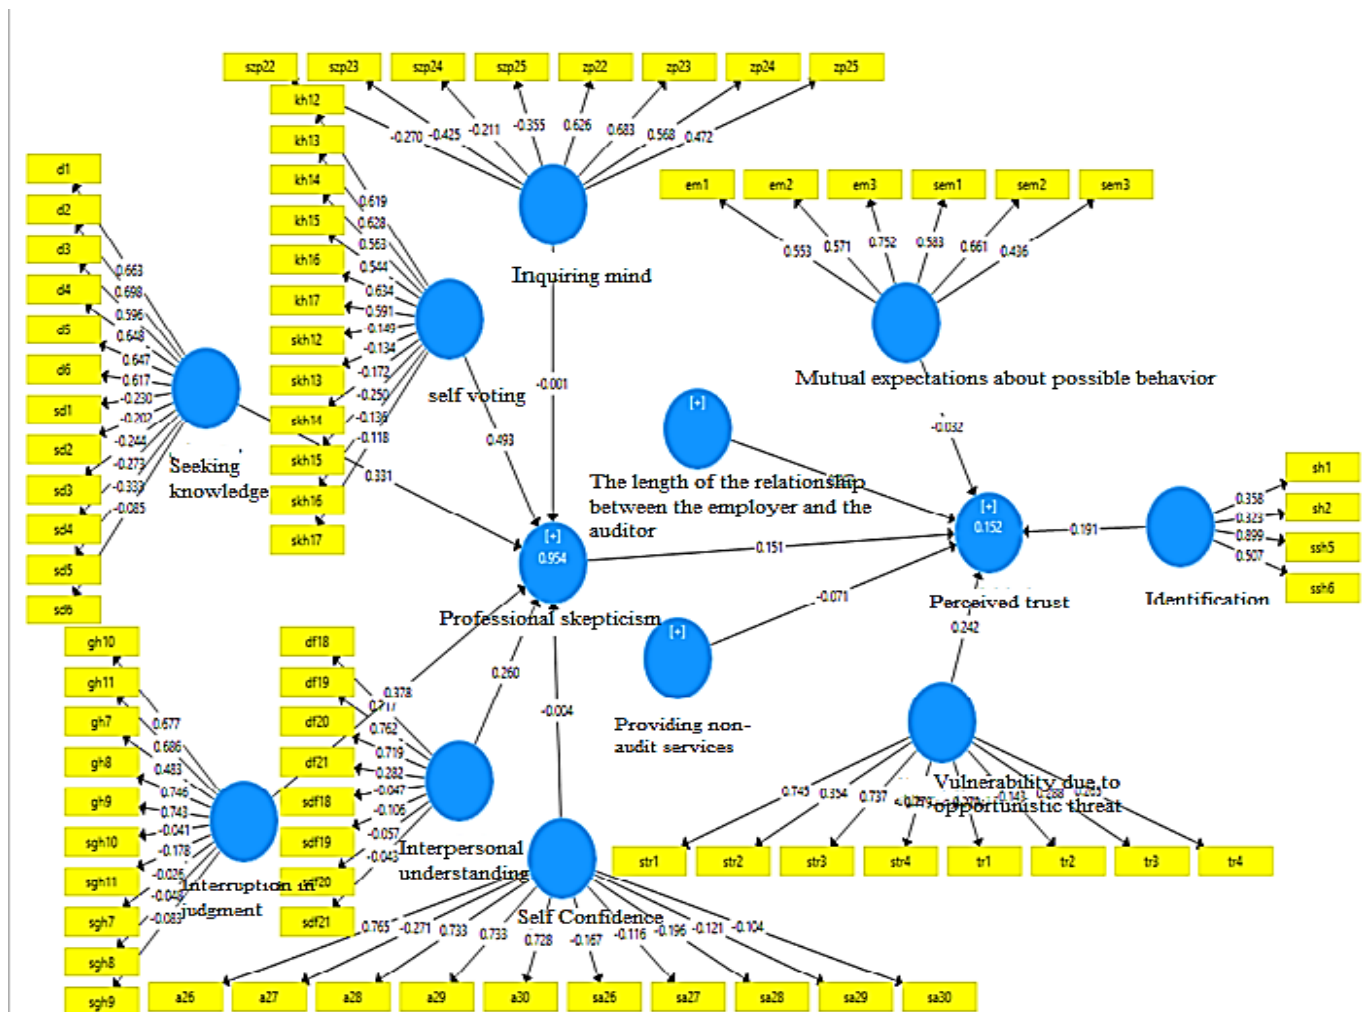 szp22 szp23 szp24 szp25 zp22 zp23 zp24 zp25
-0.270 -0.425 -0.211 -0.355 0.626 0.683 0.568 0.472
Inquiring mind
-0.001
kh12
kh13
kh14
kh15
kh16
kh17
skh12
skh13
skh14
skh15
skh16
skh17
0.619
0.628
0.563
0.544
0.634
0.591
-0.149
-0.134
-0.172
-0.250
-0.136
-0.118
self voting
0.493
d1
d2
d3
d4
d5
d6
sd1
sd2
sd3
sd4
sd5
sd6
0.663
0.698
0.596
0.648
0.647
0.617
-0.230
-0.202
-0.244
-0.273
-0.333
-0.085
Seeking
knowledge
0.331
em1 em2 em3 sem1 sem2 sem3
0.553 0.571 0.752 0.583 0.661 0.436
Mutual expectations about possible behavior
-0.032
[+]
The length of the relationship
between the employer and the
auditor
[+]
0.954
Professional skepticism
0.151
[+]
0.152
Perceived trust
0.191
Identification
0.358
0.323
0.899
0.507
sh1
sh2
ssh5
ssh6
-0.071
[+]
Providing non-
audit services
0.242
Vulnerability due to
opportunistic threat
0.745 0.354 0.737
str1 str2 str3 str4 tr1 tr2 tr3 tr4
gh10
gh11
gh7
gh8
gh9
sgh10
sgh11
sgh7
sgh8
sgh9
0.677
0.686
0.483
0.746
0.743
-0.041
-0.178
-0.026
-0.048
-0.083
Interruption in
judgment
0.378
df18
df19
df20
df21
sdf18
sdf19
sdf20
sdf21
0.717
0.762
0.719
0.282
-0.047
-0.106
-0.057
-0.043
Interpersonal
understanding
0.260
-0.004
Self Confidence
0.765 -0.271 0.733 0.733 0.728 -0.167 -0.116 -0.196 -0.121 -0.104
a26 a27 a28 a29 a30 sa26 sa27 sa28 sa29 sa30